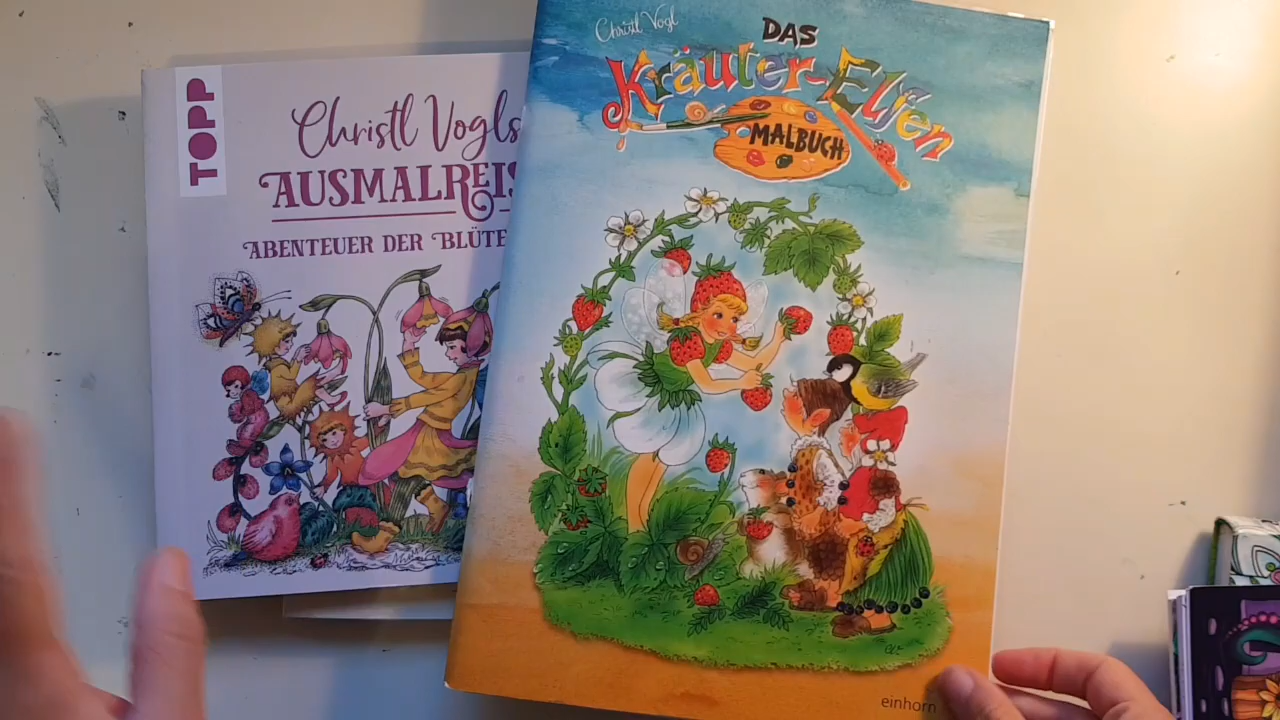 TOPP
Christl Vogls
AUSMALREIS
ABENTEUER DER BLÜTE
Christl Vogl
DAS
Kräuter-Elfen
MALBUCH
einhorn